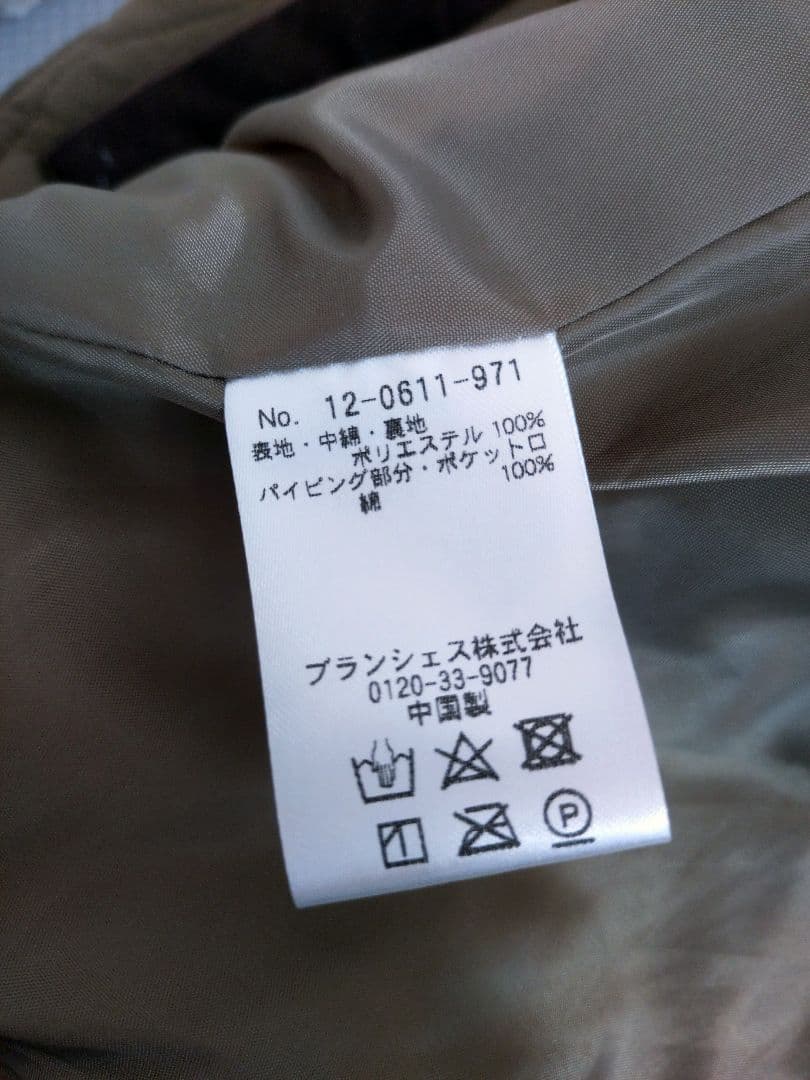 No. 12-0611-971
表地・中綿・裏地
ポリエステル 100%
パイピング部分・ポケット口
綿 100%
ブランシェス株式会社
0120-33-9077
中国製
P